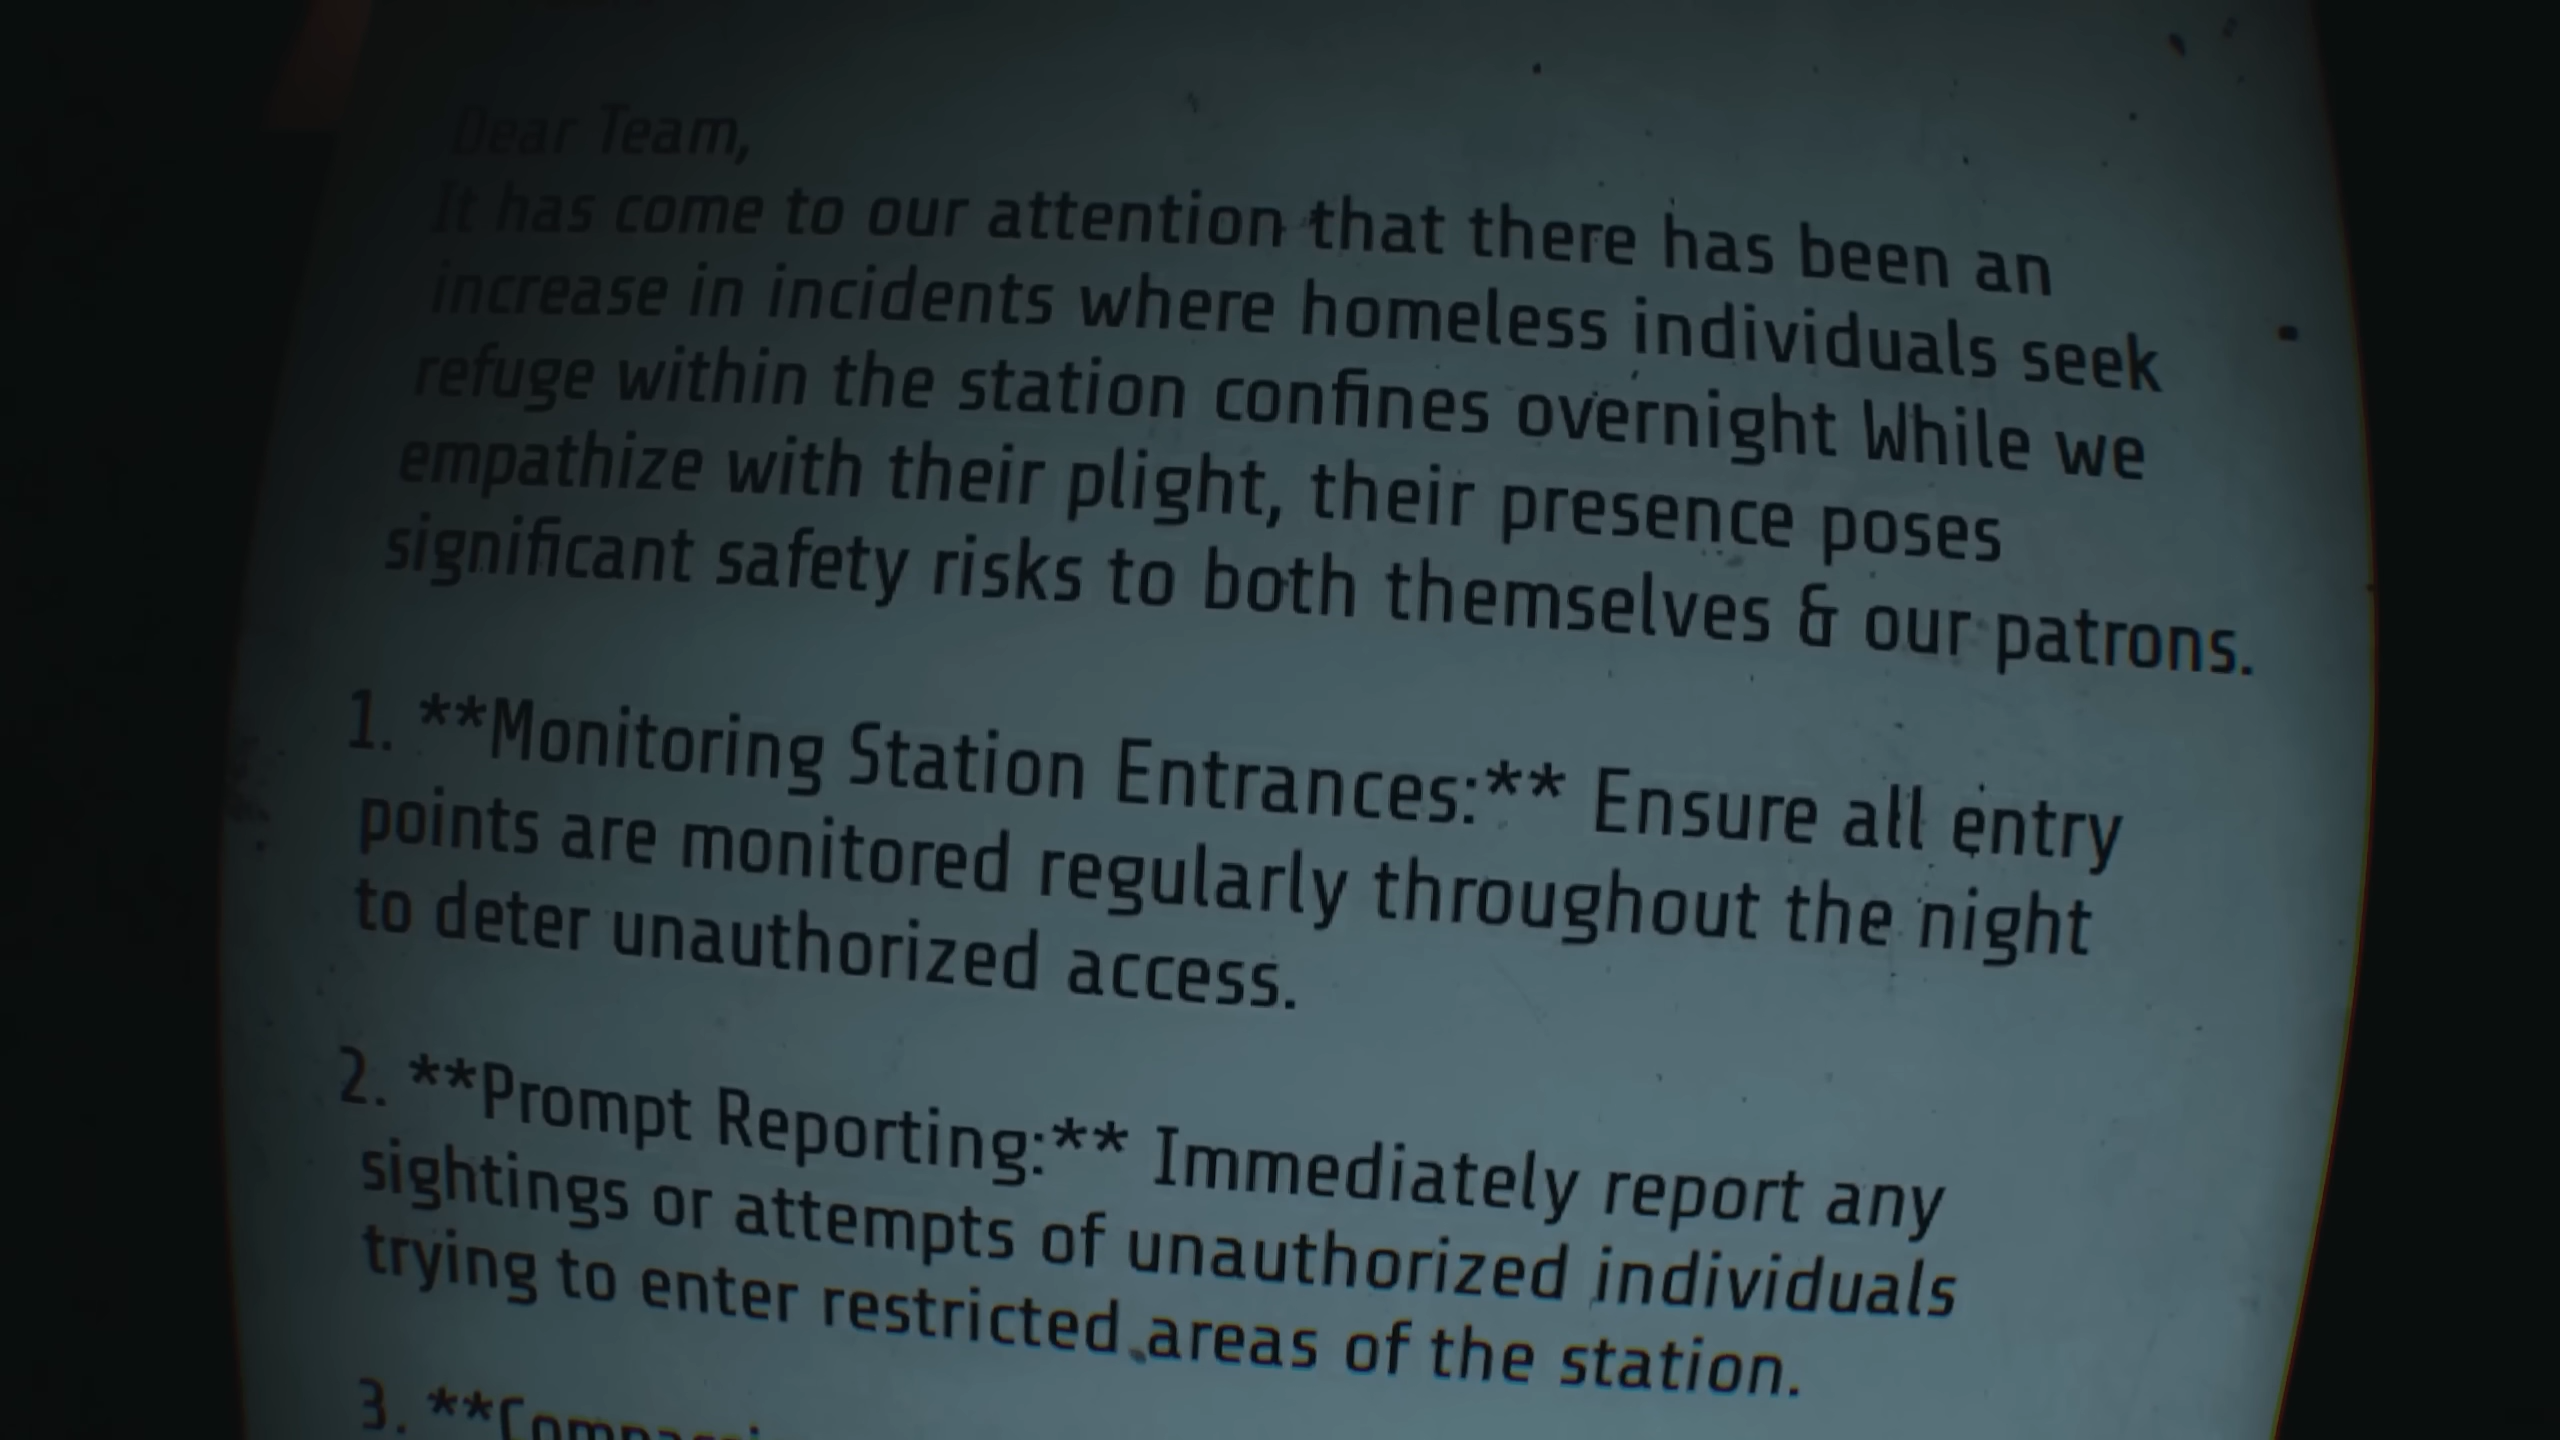 Dear Team,
It has come to our attention that there has been an
increase in incidents where homeless individuals seek
refuge within the station confines overnight While we
empathize with their plight, their presence poses
significant safety risks to both themselves & our patrons.
1. **Monitoring Station Entrances:** Ensure all entry
points are monitored regularly throughout the night
to deter unauthorized access.
2. **Prompt Reporting:** Immediately report any
sightings or attempts of unauthorized individuals
trying to enter restricted areas of the station.
3. **